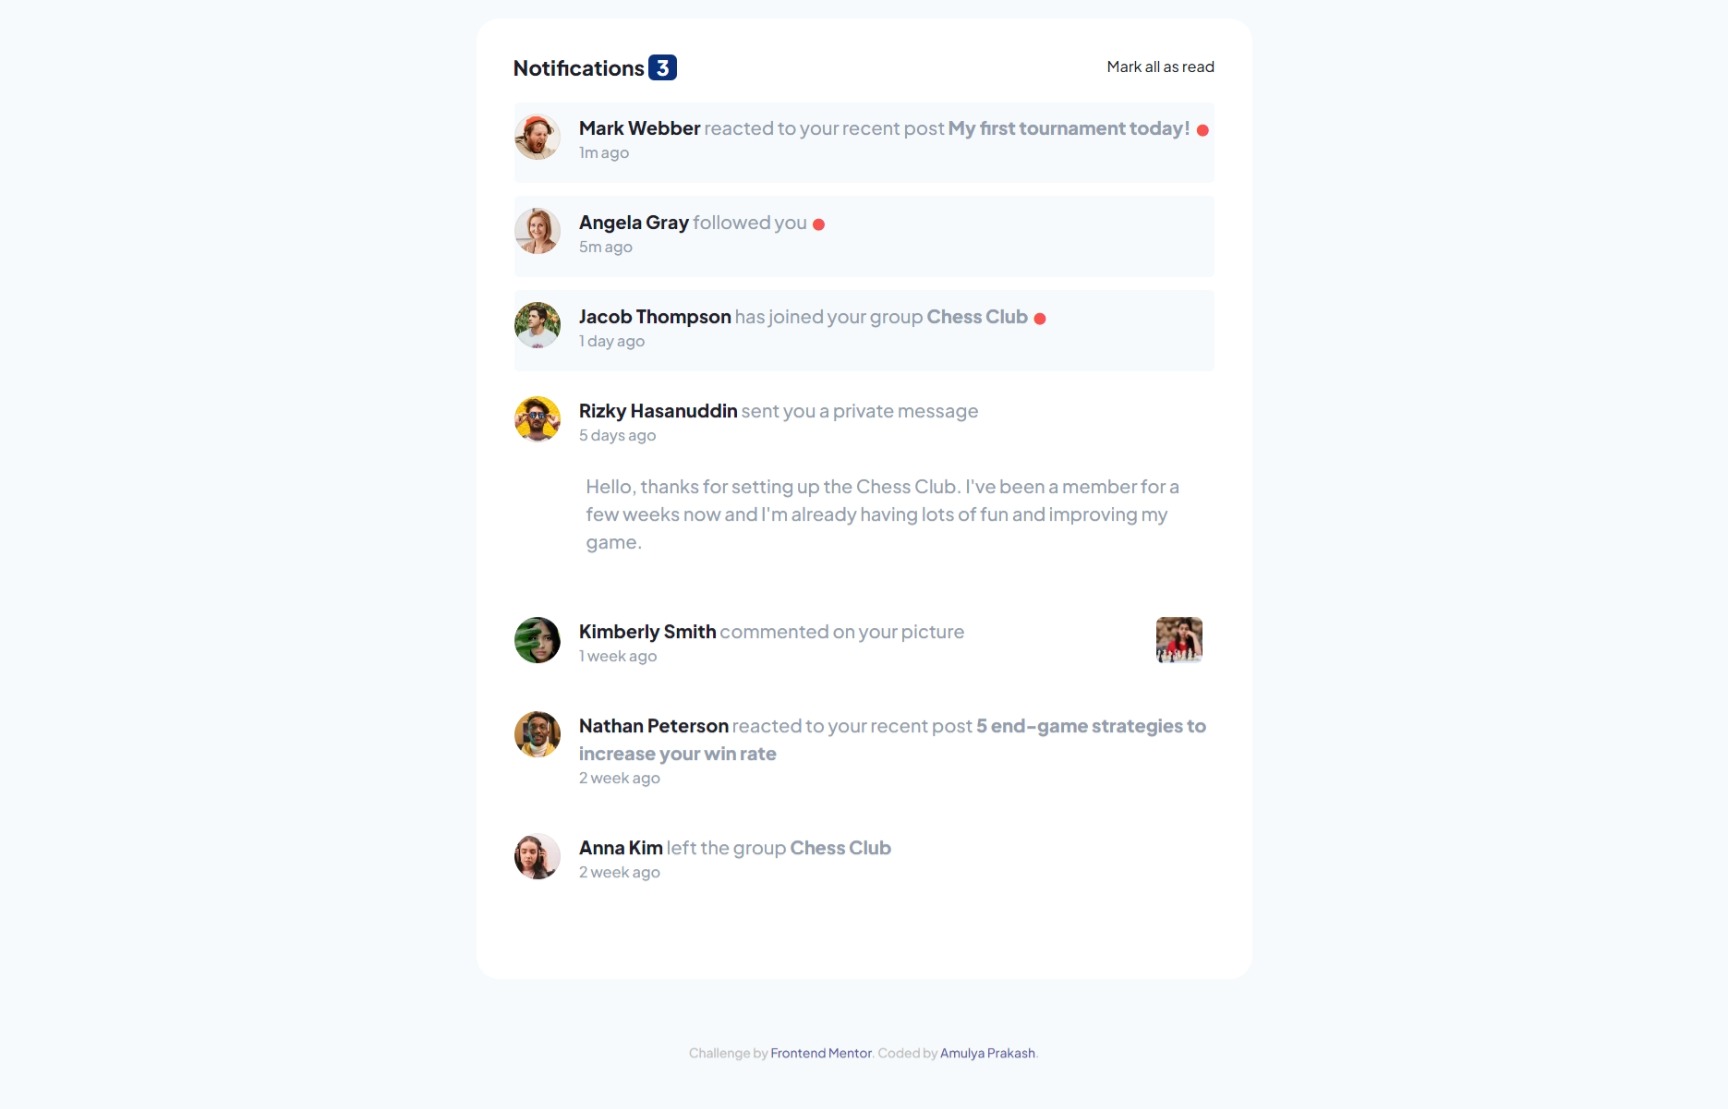 Notifications 3
Mark all as read
Mark Webber reacted to your recent post My first tournament today!
1m ago
Angela Gray followed you
5m ago
Jacob Thompson has joined your group Chess Club
1 day ago
Rizky Hasanuddin sent you a private message
5 days ago
Hello, thanks for setting up the Chess Club. I've been a member for a
few weeks now and I'm already having lots of fun and improving my
game.
Kimberly Smith commented on your picture
1 week ago
Nathan Peterson reacted to your recent post 5 end-game strategies to
increase your win rate
2 week ago
Anna Kim left the group Chess Club
2 week ago
Challenge by Frontend Mentor. Coded by Amulya Prakash.